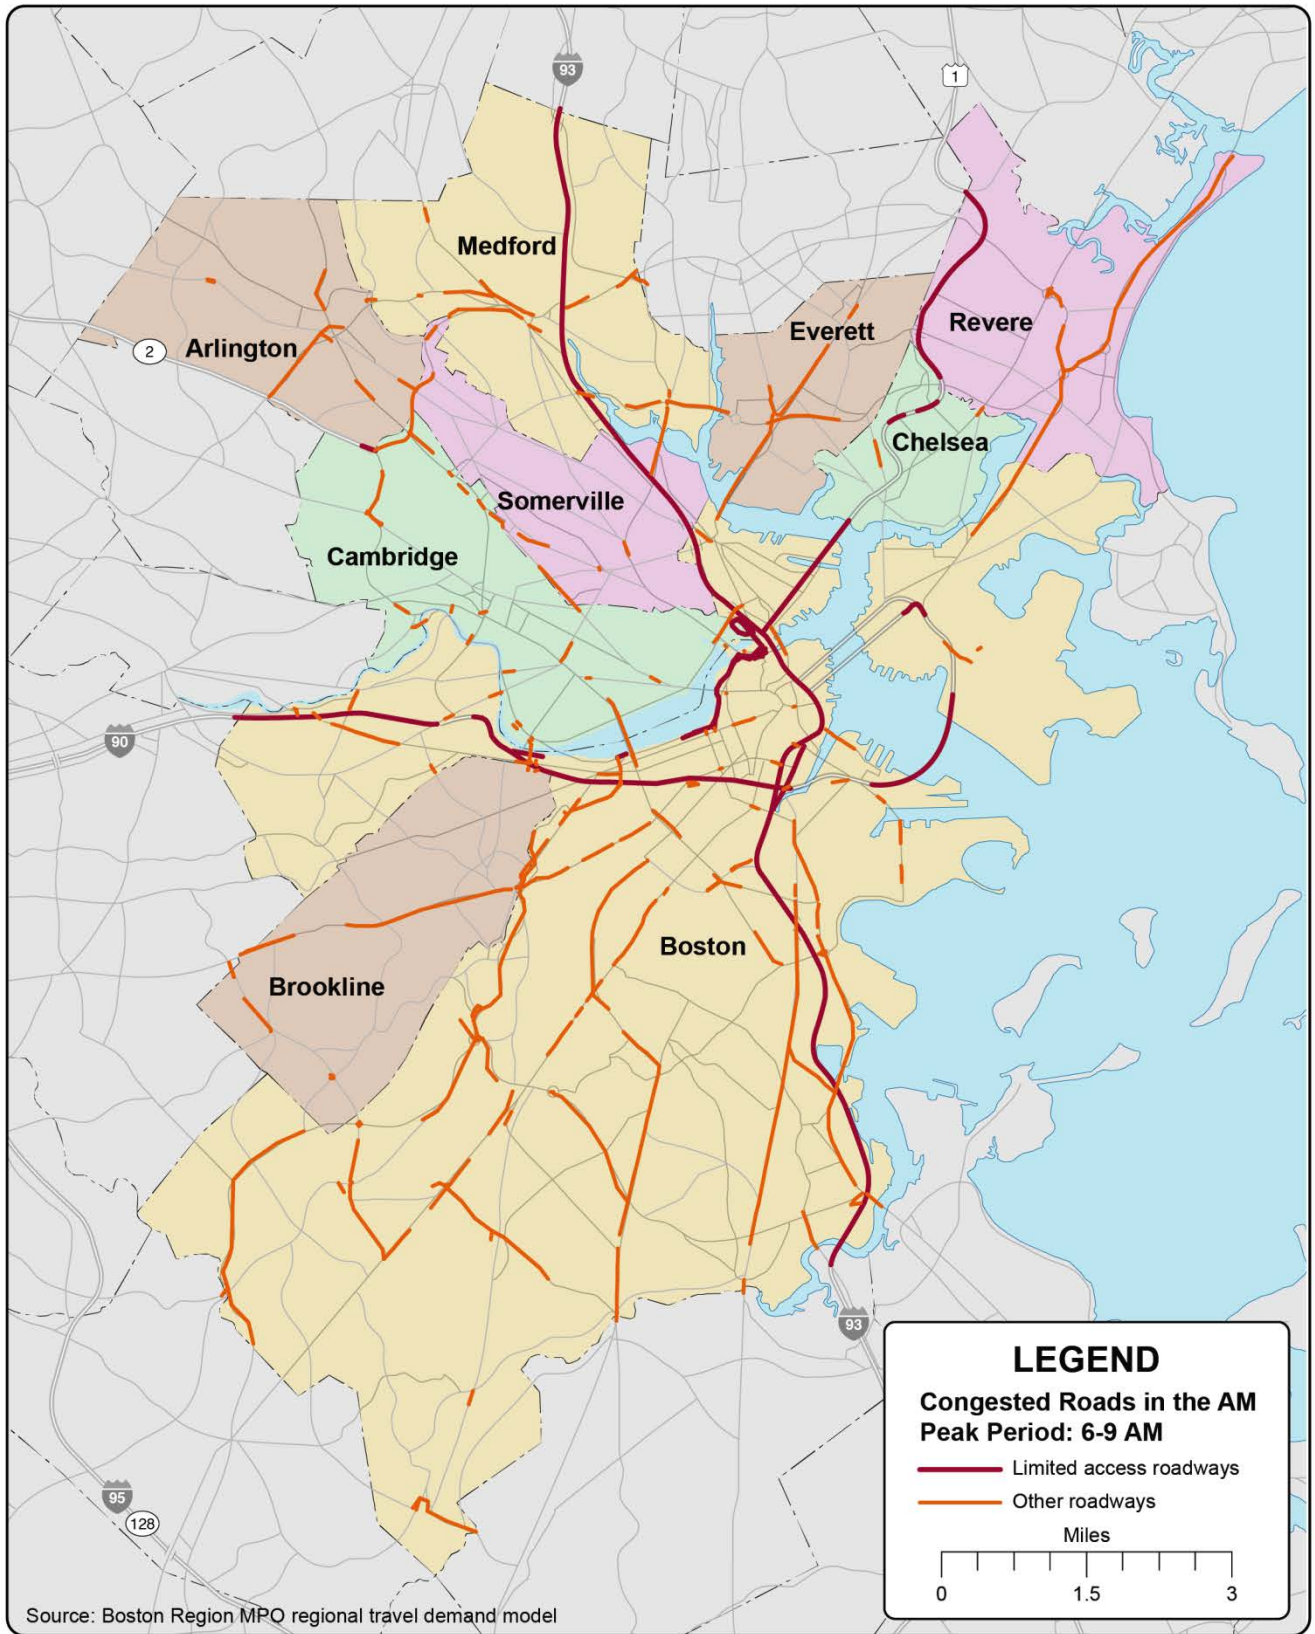 93
1
Medford
Everett
Revere
2
Arlington
Chelsea
Somerville
Cambridge
90
Boston
Brookline
93
95
128
LEGEND
Congested Roads in the AM
Peak Period: 6-9 AM
Limited access roadways
Other roadways
Miles
0 1.5 3
Source: Boston Region MPO regional travel demand model